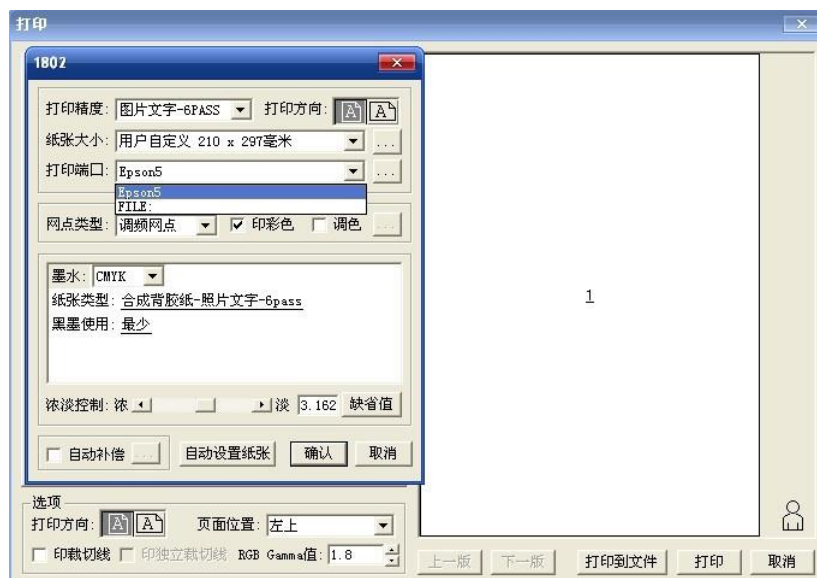 打印
1802
打印精度: 图片文字-6PASS 打印方向: A A
纸张大小: 用户自定义 210 x 297毫米 ...
打印端口: Epson5 ...
Epson5
FILE:
网点类型: 调频网点 印彩色 调色 ...
墨水: CMYK
纸张类型: 合成背胶纸-照片文字-6pass
黑墨使用: 最少
浓淡控制: 浓 淡 3.162 缺省值
自动补偿 ... 自动设置纸张 确认 取消
1
选项
打印方向: A A 页面位置: 左上
印裁切线 印独立裁切线 RGB Gamma值: 1.8
上一版 下一版 打印到文件 打印 取消